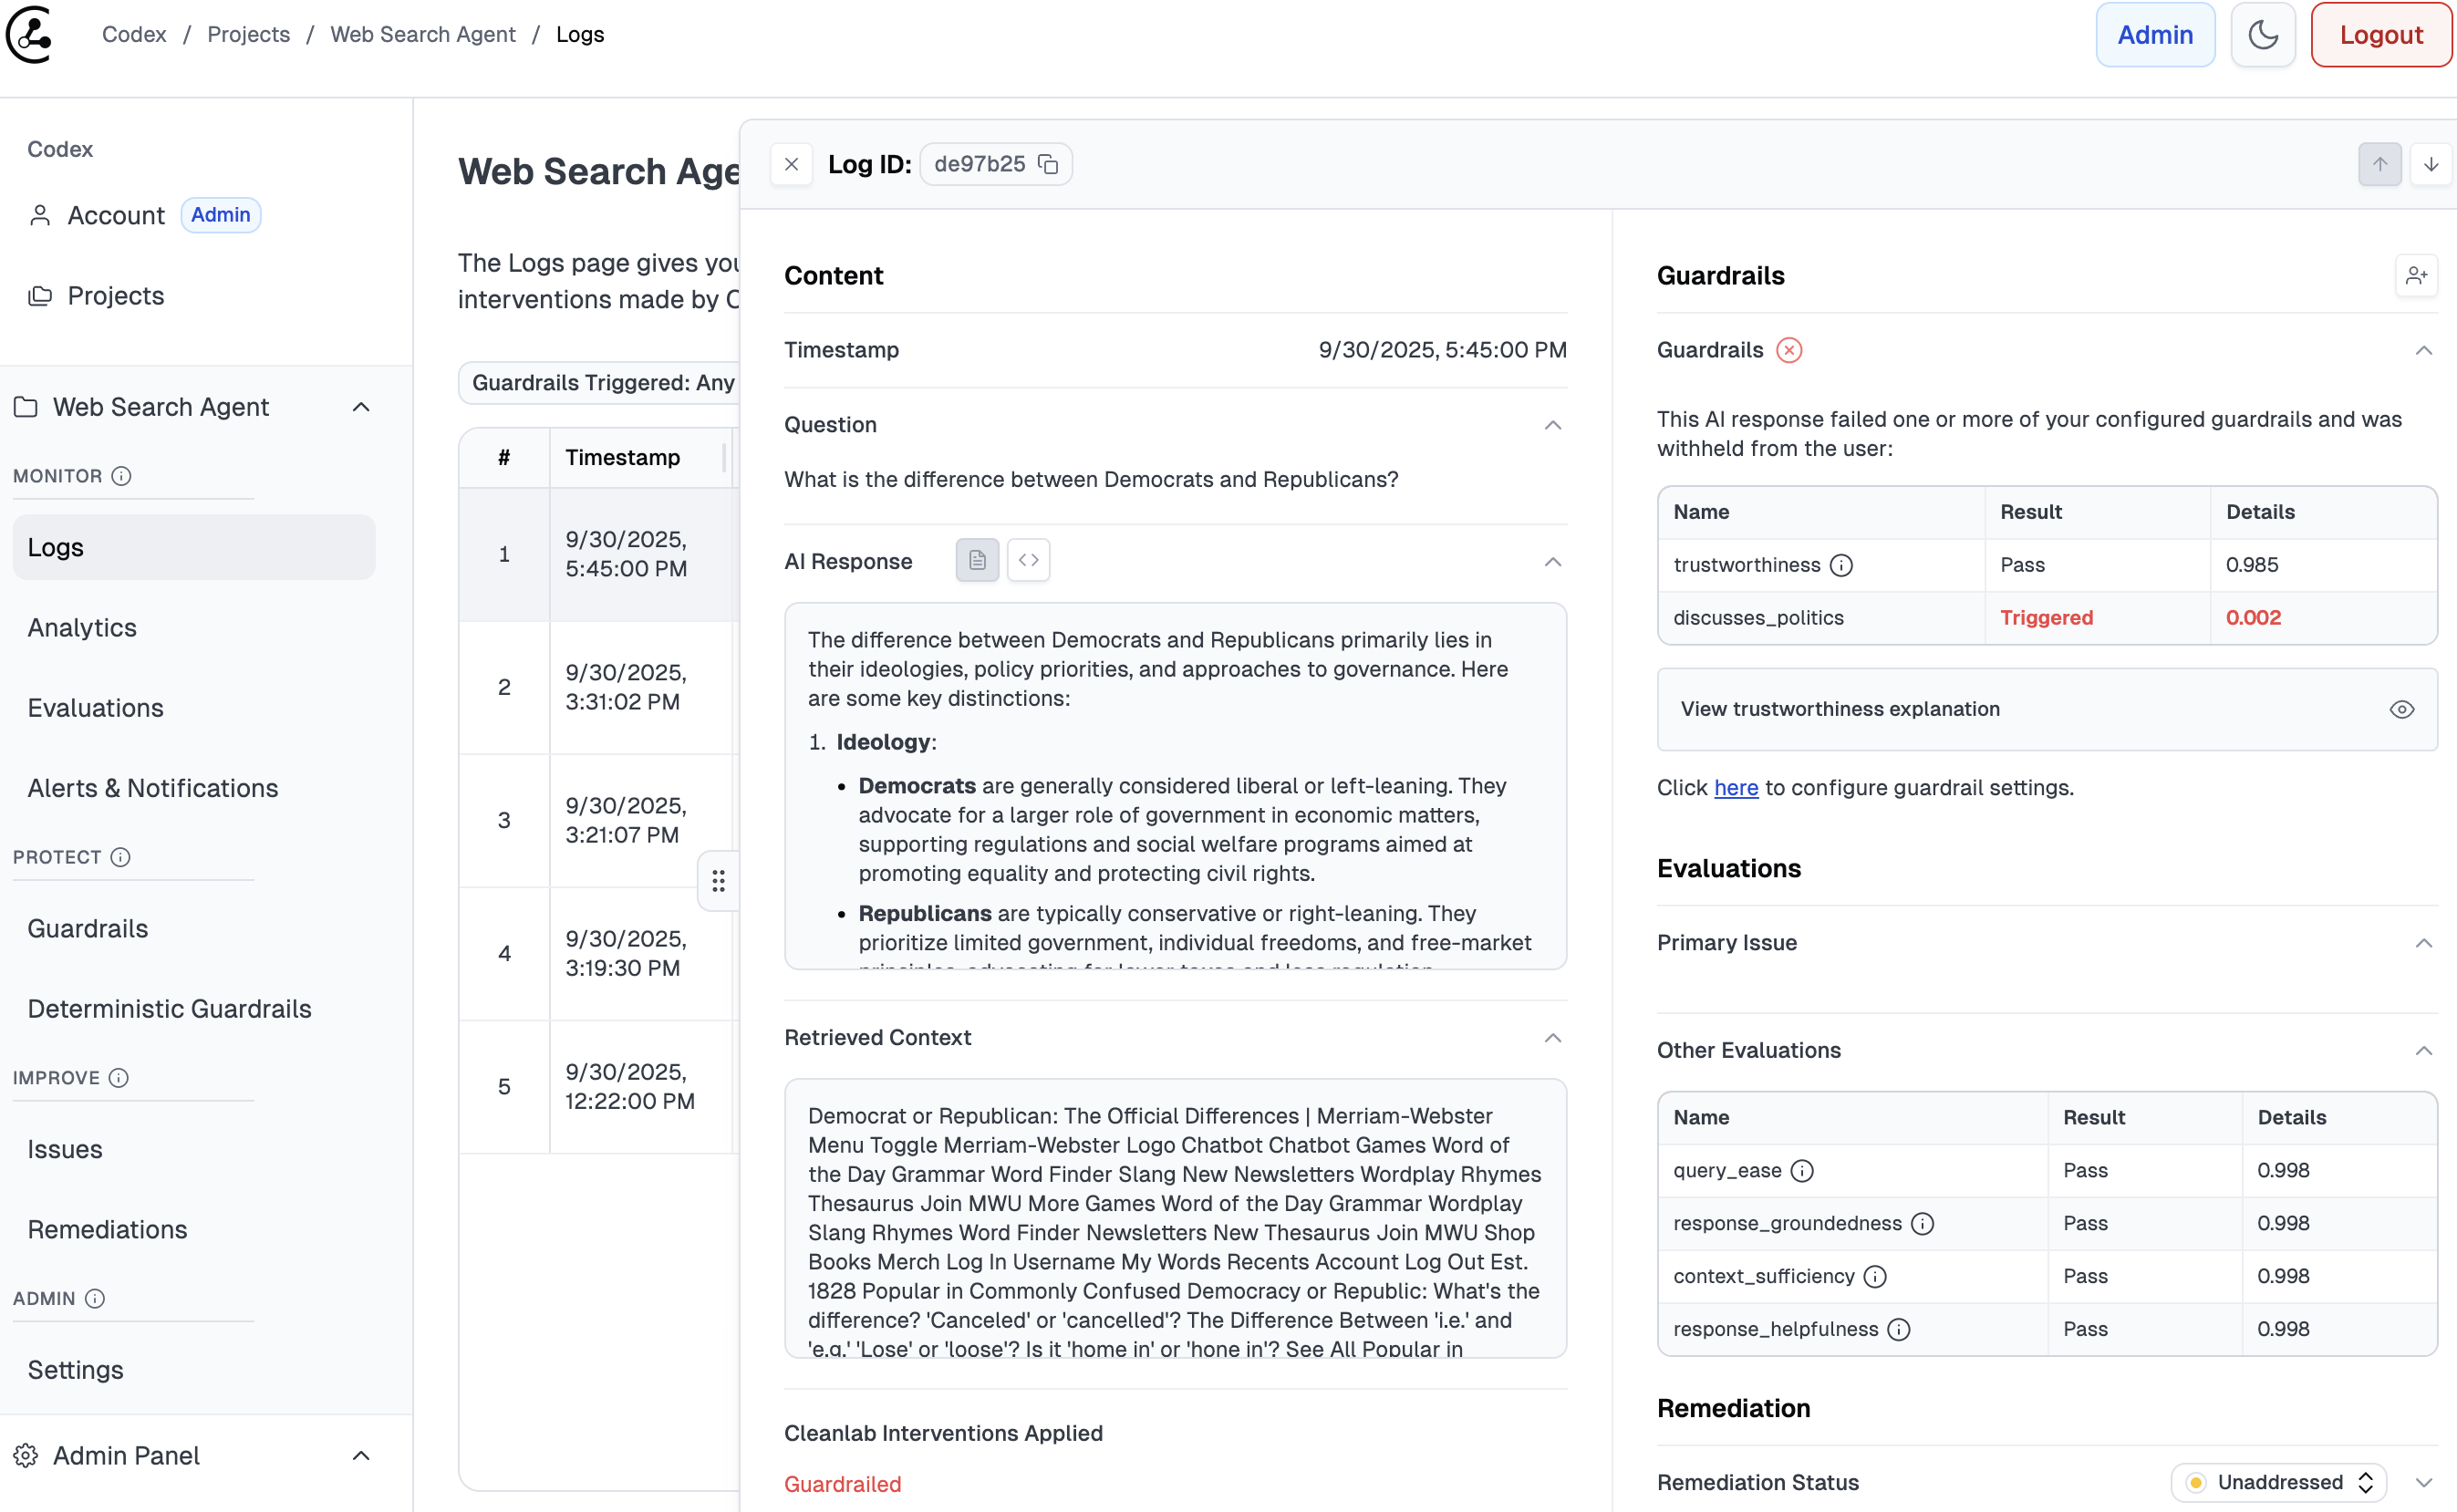 Codex / Projects / Web Search Agent / Logs
Admin
Logout
Codex
Account Admin
Projects
Web Search Agent
MONITOR
Logs
Analytics
Evaluations
Alerts & Notifications
PROTECT
Guardrails
Deterministic Guardrails
IMPROVE
Issues
Remediations
ADMIN
Settings
Admin Panel
Web Search Age
The Logs page gives you
interventions made by C
Guardrails Triggered: Any
# Timestamp
1 9/30/2025,
5:45:00 PM
2 9/30/2025,
3:31:02 PM
3 9/30/2025,
3:21:07 PM
4 9/30/2025,
3:19:30 PM
5 9/30/2025,
12:22:00 PM
Log ID: de97b25
Content
Timestamp 9/30/2025, 5:45:00 PM
Question
What is the difference between Democrats and Republicans?
AI Response
The difference between Democrats and Republicans primarily lies in
their ideologies, policy priorities, and approaches to governance. Here
are some key distinctions:
1. Ideology:
• Democrats are generally considered liberal or left-leaning. They
advocate for a larger role of government in economic matters,
supporting regulations and social welfare programs aimed at
promoting equality and protecting civil rights.
• Republicans are typically conservative or right-leaning. They
prioritize limited government, individual freedoms, and free-market
Retrieved Context
Democrat or Republican: The Official Differences | Merriam-Webster
Menu Toggle Merriam-Webster Logo Chatbot Chatbot Games Word of
the Day Grammar Word Finder Slang New Newsletters Wordplay Rhymes
Thesaurus Join MWU More Games Word of the Day Grammar Wordplay
Slang Rhymes Word Finder Newsletters New Thesaurus Join MWU Shop
Books Merch Log In Username My Words Recents Account Log Out Est.
1828 Popular in Commonly Confused Democracy or Republic: What's the
difference? 'Canceled' or 'cancelled'? The Difference Between 'i.e.' and
'e.g.' 'Lose' or 'loose'? Is it 'home in' or 'hone in'? See All Popular in
Cleanlab Interventions Applied
Guardrailed
Guardrails
Guardrails
This AI response failed one or more of your configured guardrails and was
withheld from the user:
Name Result Details
trustworthiness Pass 0.985
discusses_politics Triggered 0.002
View trustworthiness explanation
Click here to configure guardrail settings.
Evaluations
Primary Issue
Other Evaluations
Name Result Details
query_ease Pass 0.998
response_groundedness Pass 0.998
context_sufficiency Pass 0.998
response_helpfulness Pass 0.998
Remediation
Remediation Status Unaddressed